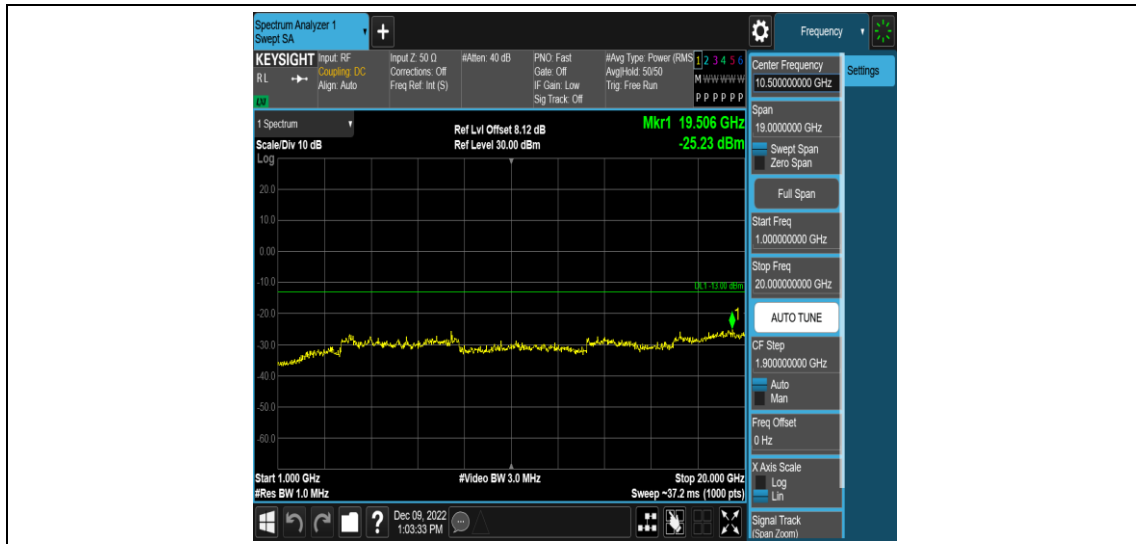 Spectrum Analyzer 1
Swept SA
+
Frequency
KEYSIGHT
RL
LXI
Input: RF
Coupling: DC
Align: Auto
Input Z: 50 Ω
Corrections: Off
Freq Ref: Int (S)
#Atten: 40 dB
PNO: Fast
Gate: Off
IF Gain: Low
Sig Track: Off
#Avg Type: Power (RMS
Avg|Hold: 50/50
Trig: Free Run
1 2 3 4 5 6
M W W W W W
P P P P P P
1 Spectrum
Scale/Div 10 dB
Ref Lvl Offset 8.12 dB
Ref Level 30.00 dBm
Mkr1 19.506 GHz
-25.23 dBm
Log
20.0
10.0
0.00
-10.0
DL1 -13.00 dBm
-20.0
1
-30.0
-40.0
-50.0
-60.0
Start 1.000 GHz
#Res BW 1.0 MHz
#Video BW 3.0 MHz
Stop 20.000 GHz
Sweep ~37.2 ms (1000 pts)
?
Dec 09, 2022
1:03:33 PM
Center Frequency
10.500000000 GHz
Span
19.0000000 GHz
Swept Span
Zero Span
Full Span
Start Freq
1.000000000 GHz
Stop Freq
20.000000000 GHz
AUTO TUNE
CF Step
1.900000000 GHz
Auto
Man
Freq Offset
0 Hz
X Axis Scale
Log
Lin
Signal Track
(Span Zoom)
Settings